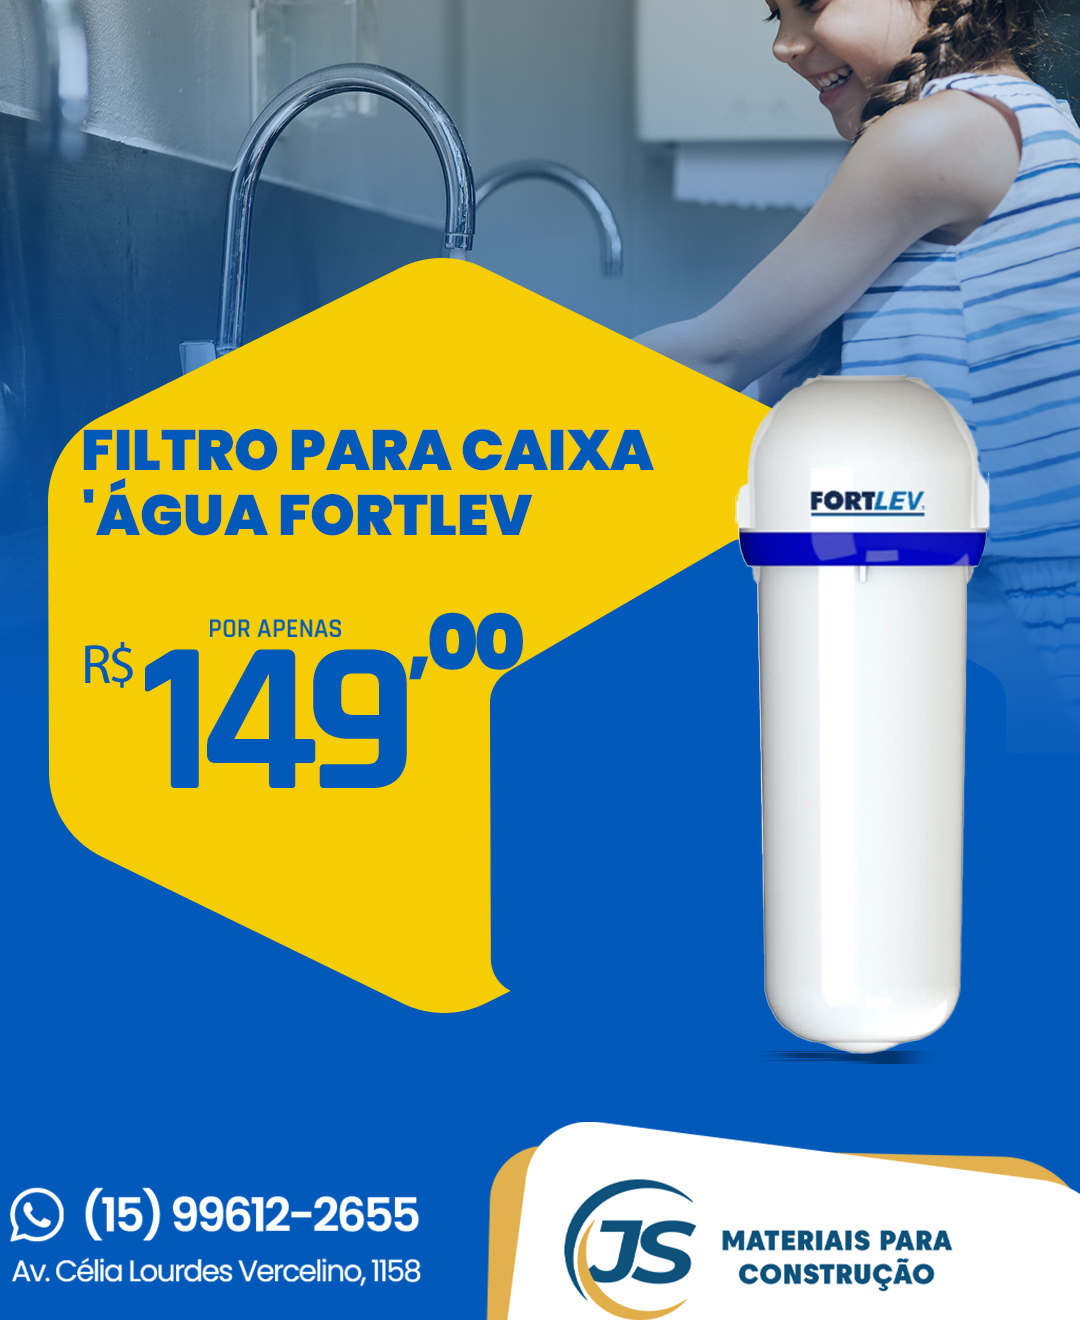 FILTRO PARA CAIXA
'ÁGUA FORTLEV
POR APENAS
R$ 149,00
FORTLEV
(15) 99612-2655
Av. Célia Lourdes Vercelino, 1158
JS
MATERIAIS PARA
CONSTRUÇÃO